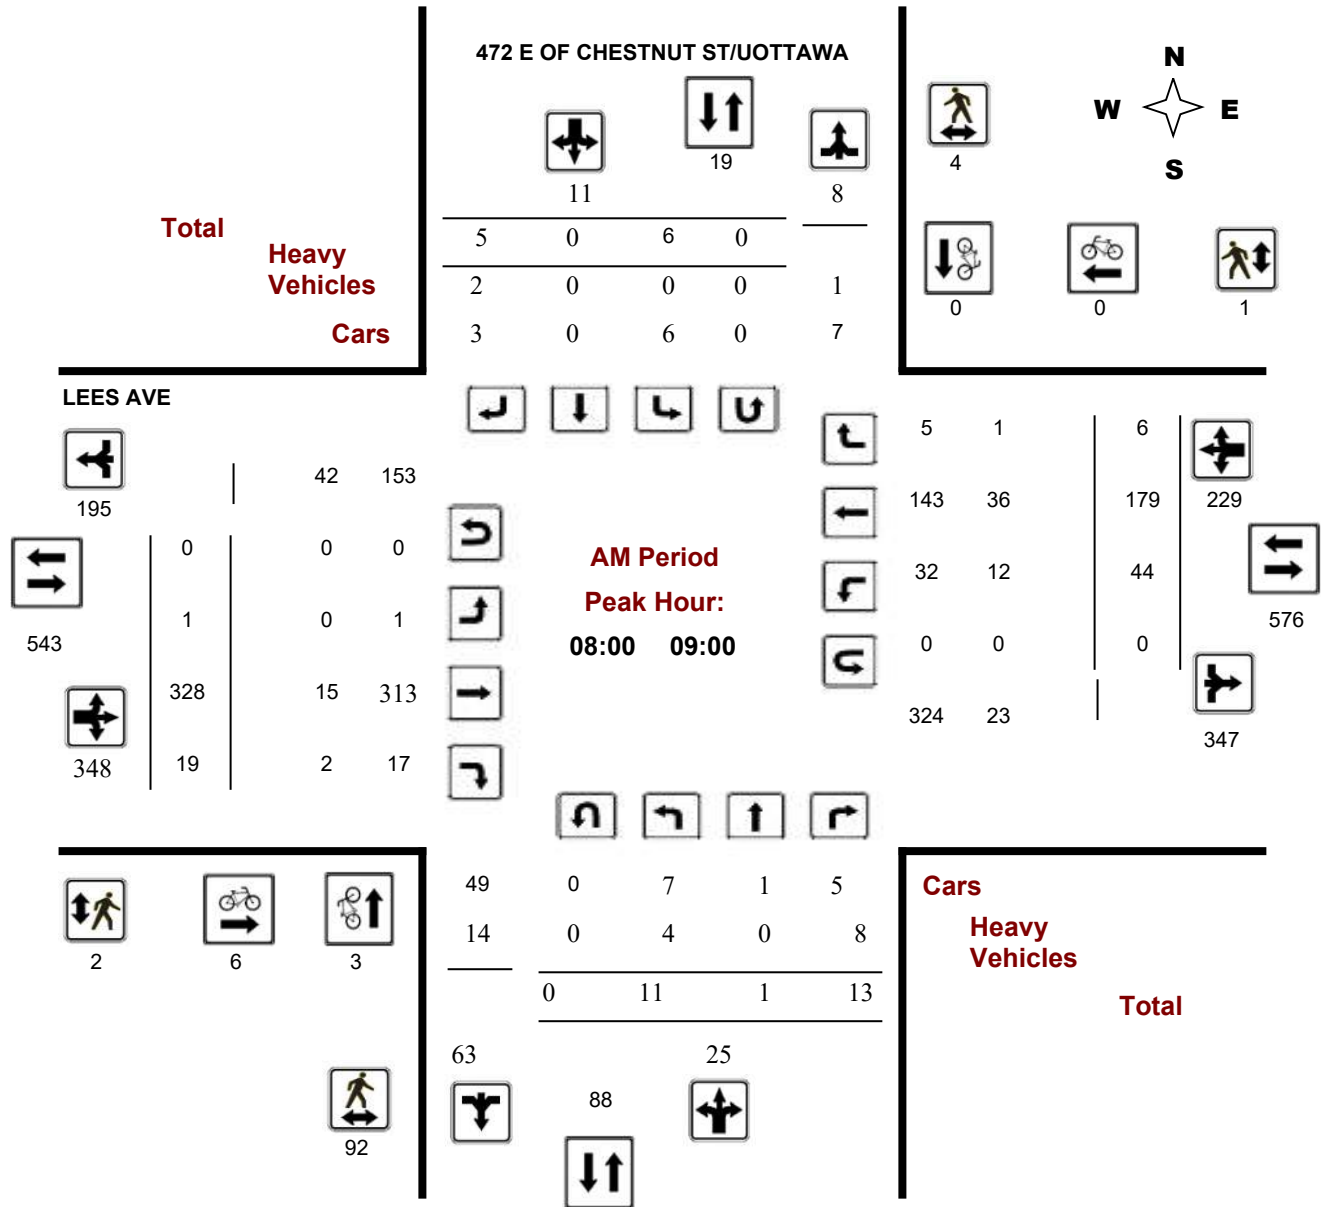 472 E OF CHESTNUT ST/UOTTAWA
N
W E
S
19
4
11 8
Total
5 0 6 0
Heavy
Vehicles
2 0 0 0 1
Cars
3 0 6 0 7
0 0 1
LEES AVE
5 1 6
42 153
195
143 36 179 229
0 0 0
AM Period
32 12 44
Peak Hour:
1 0 1
576
543
08:00 09:00
0 0 0
328 15 313
324 23
347
348 19 2 17
49 0 7 1 5
Cars
14 0 4 0 8
Heavy
Vehicles
2 6 3
0 11 1 13
Total
63 25
88
92